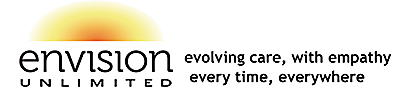 envision
UNLIMITED
evolving care, with empathy
every time, everywhere